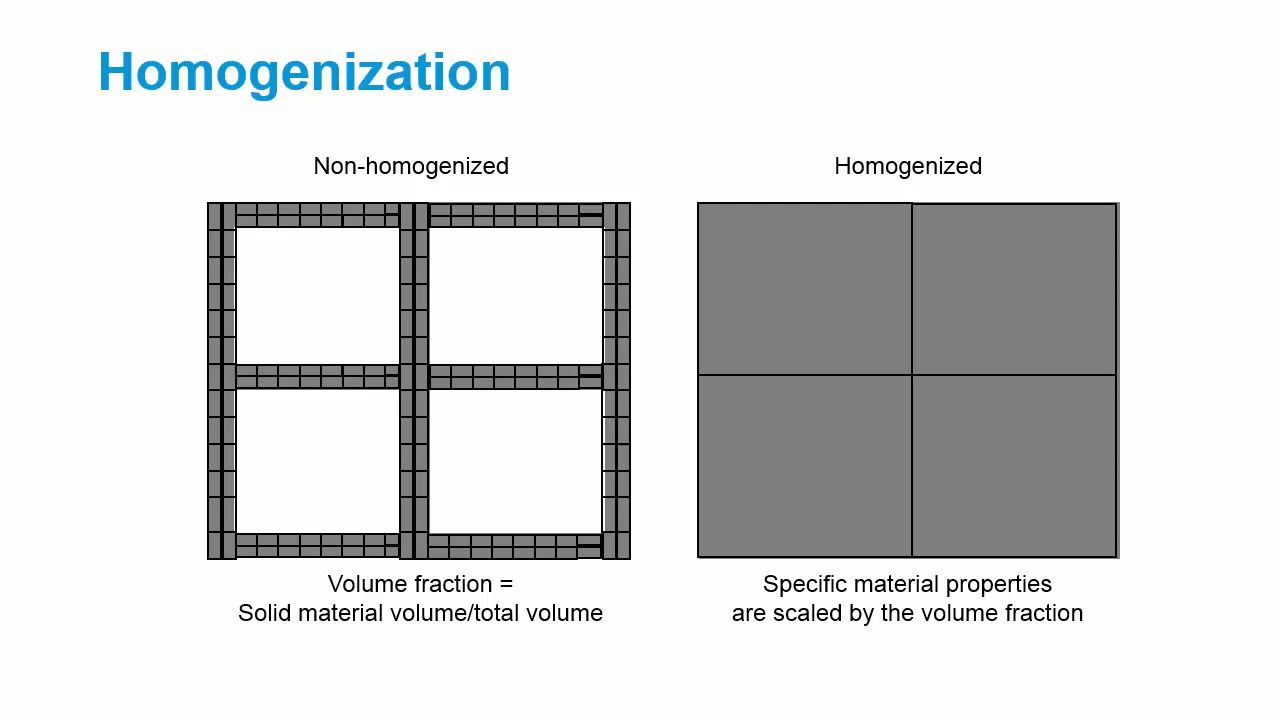 Homogenization
Non-homogenized
Homogenized
Volume fraction =
Solid material volume/total volume
Specific material properties
are scaled by the volume fraction